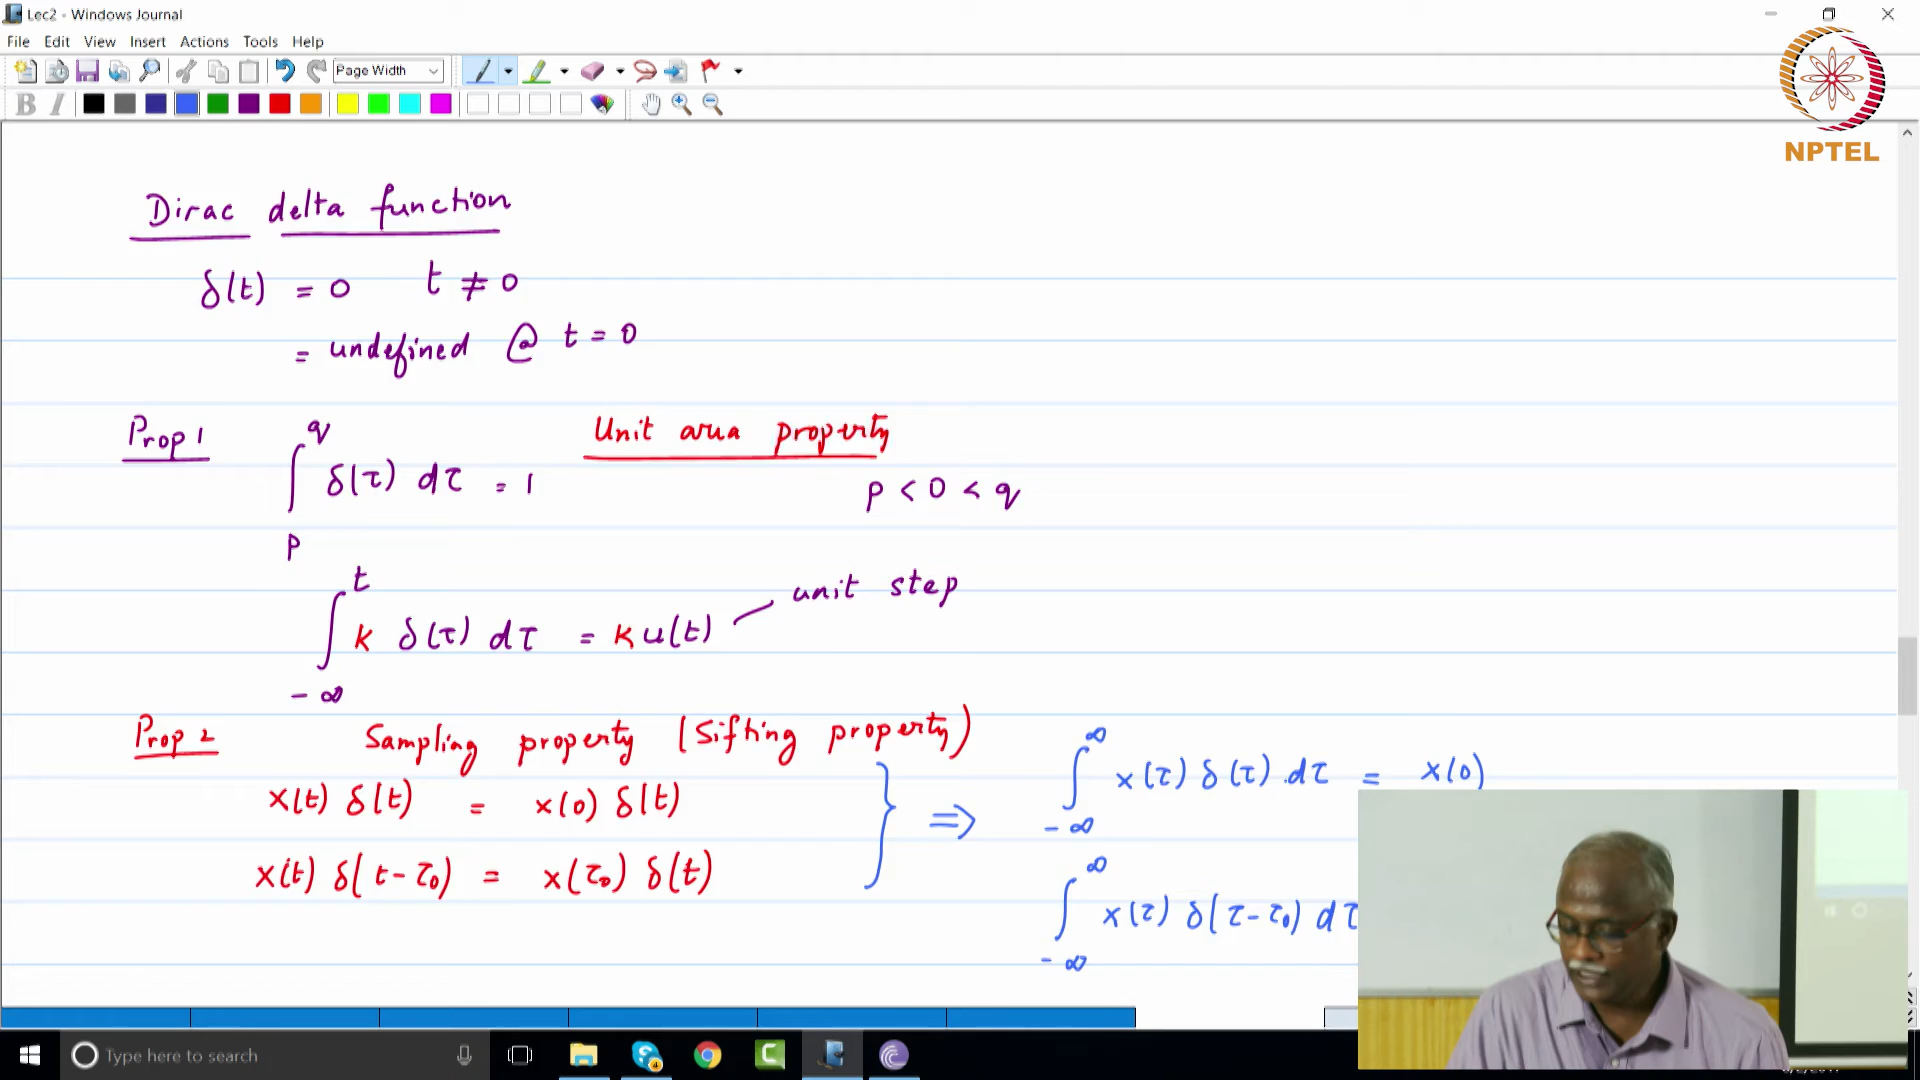 Lec2 - Windows Journal
File Edit View Insert Actions Tools Help
Page Width
B I
NPTEL
Dirac delta function
δ(t) = 0 t ≠ 0
= undefined @ t = 0
Prop 1 ∫_p^q δ(τ) dτ = 1 Unit area property
p < 0 < q
∫_{-∞}^t K δ(τ) dτ = K u(t) unit step
Prop 2 Sampling property (Sifting property)
x(t) δ(t) = x(0) δ(t)
x(t) δ(t-τ₀) = x(τ₀) δ(t)
} ⇒ ∫_{-∞}^∞ x(τ) δ(τ) dτ = x(0)
∫_{-∞}^∞ x(τ) δ(τ-τ₀) dτ
Type here to search